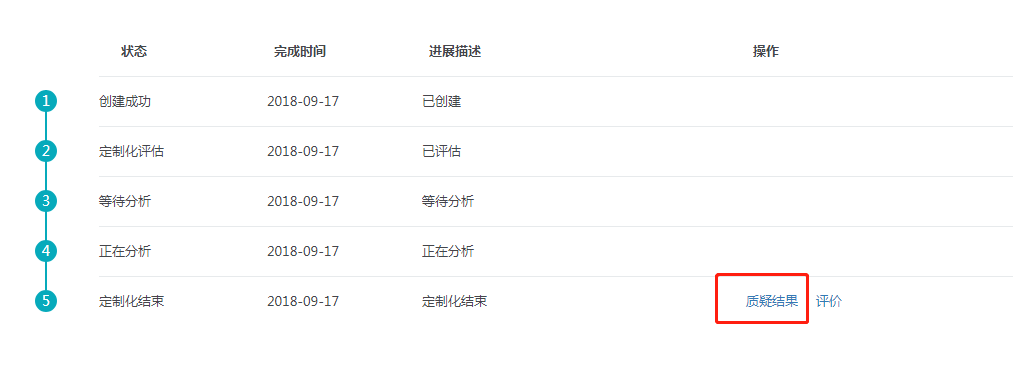 状态 完成时间 进展描述 操作
1 创建成功 2018-09-17 已创建
2 定制化评估 2018-09-17 已评估
3 等待分析 2018-09-17 等待分析
4 正在分析 2018-09-17 正在分析
5 定制化结束 2018-09-17 定制化结束 质疑结果 评价